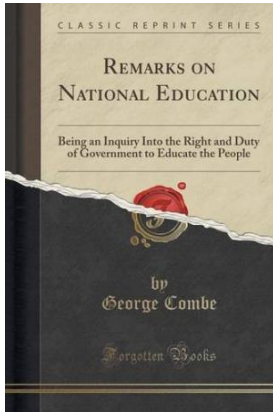 CLASSIC REPRINT SERIES
REMARKS ON
NATIONAL EDUCATION
Being an Inquiry Into the Right and Duty
of Government to Educate the People
by
George Combe
Forgotten Books